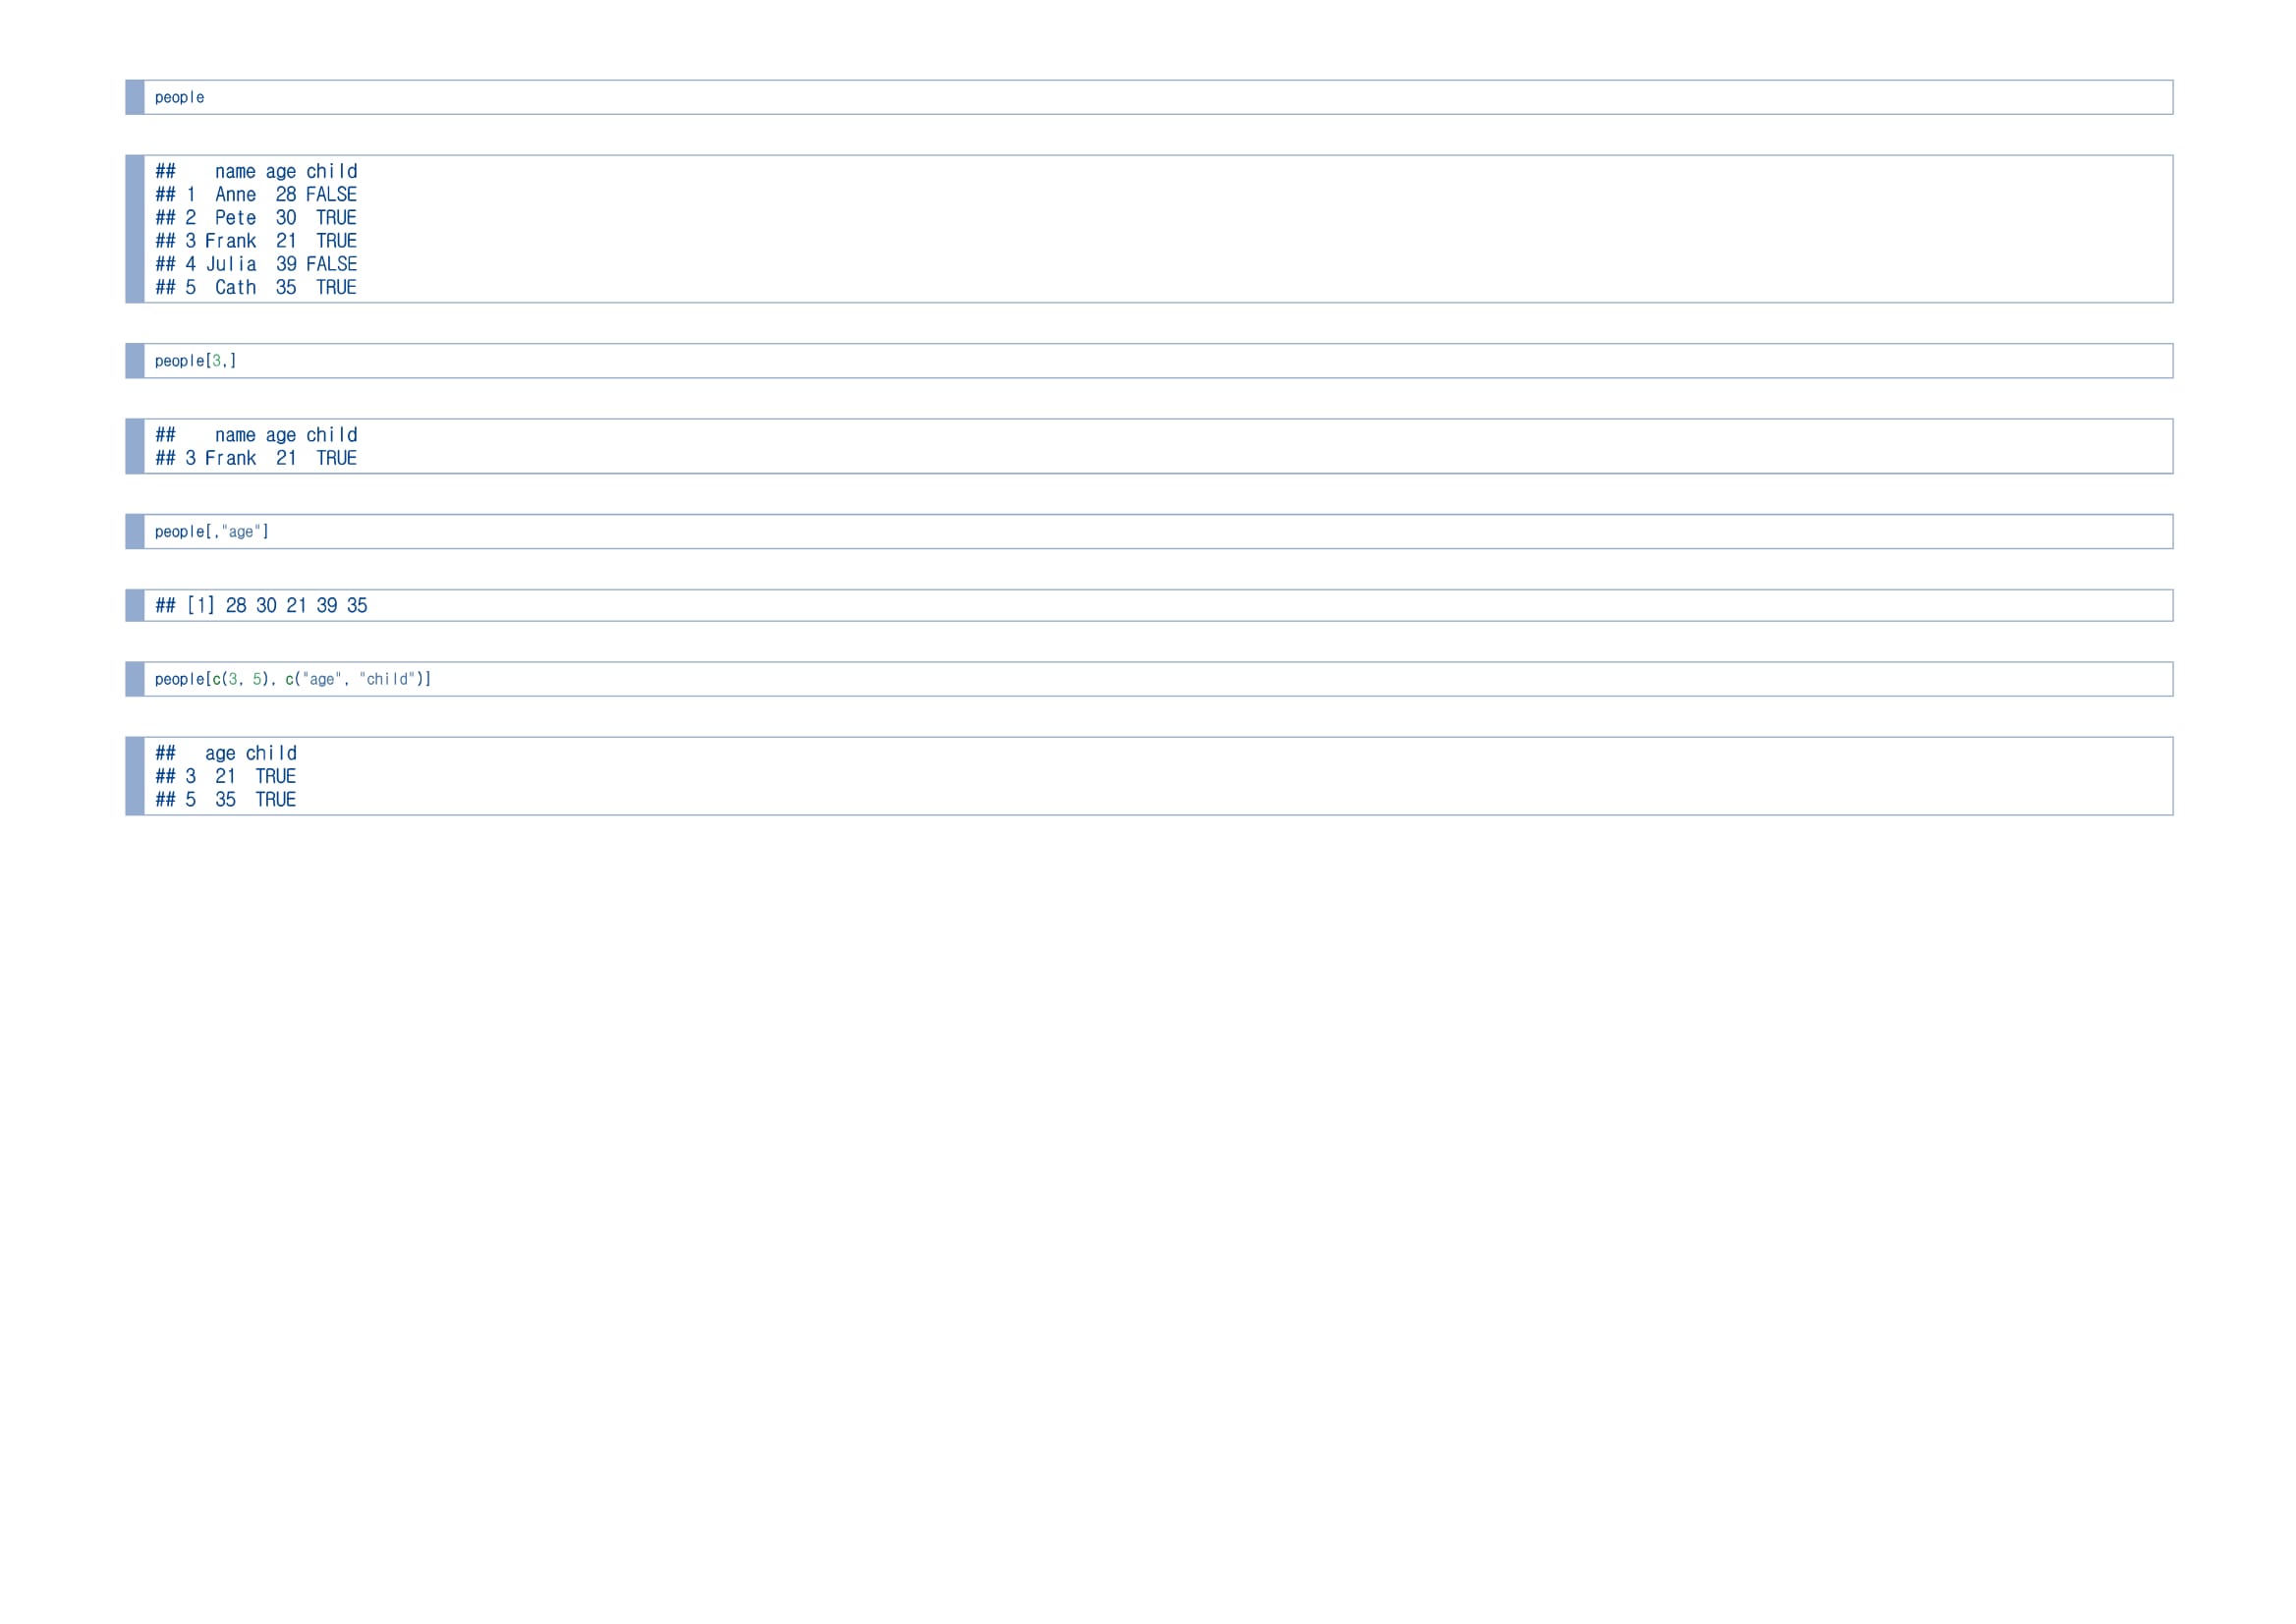 people
##    name age child
## 1  Anne  28 FALSE
## 2  Pete  30  TRUE
## 3 Frank  21  TRUE
## 4 Julia  39 FALSE
## 5  Cath  35  TRUE
people[3,]
##    name age child
## 3 Frank  21  TRUE
people[,"age"]
## [1] 28 30 21 39 35
people[c(3, 5), c("age", "child")]
##   age child
## 3  21  TRUE
## 5  35  TRUE